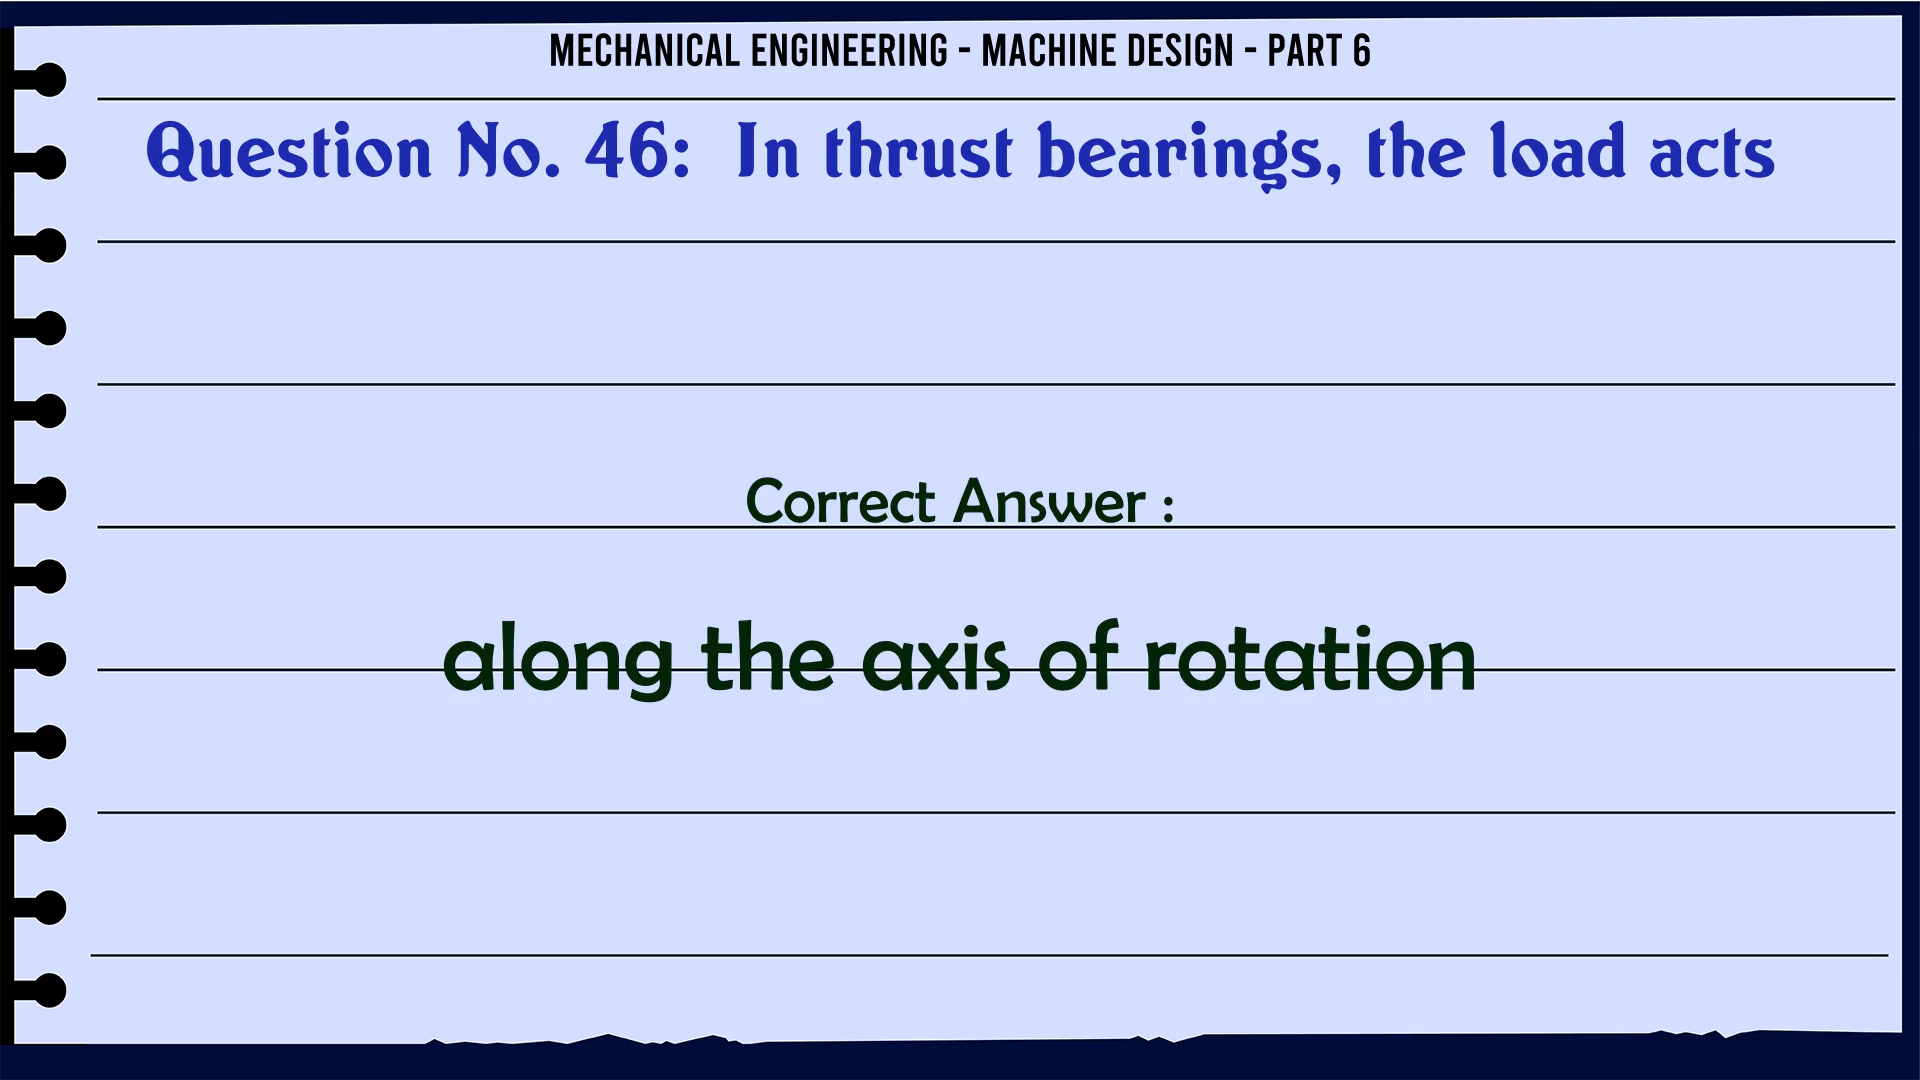 MECHANICAL ENGINEERING - MACHINE DESIGN - PART 6
Question No. 46: In thrust bearings, the load acts
Correct Answer :
along the axis of rotation